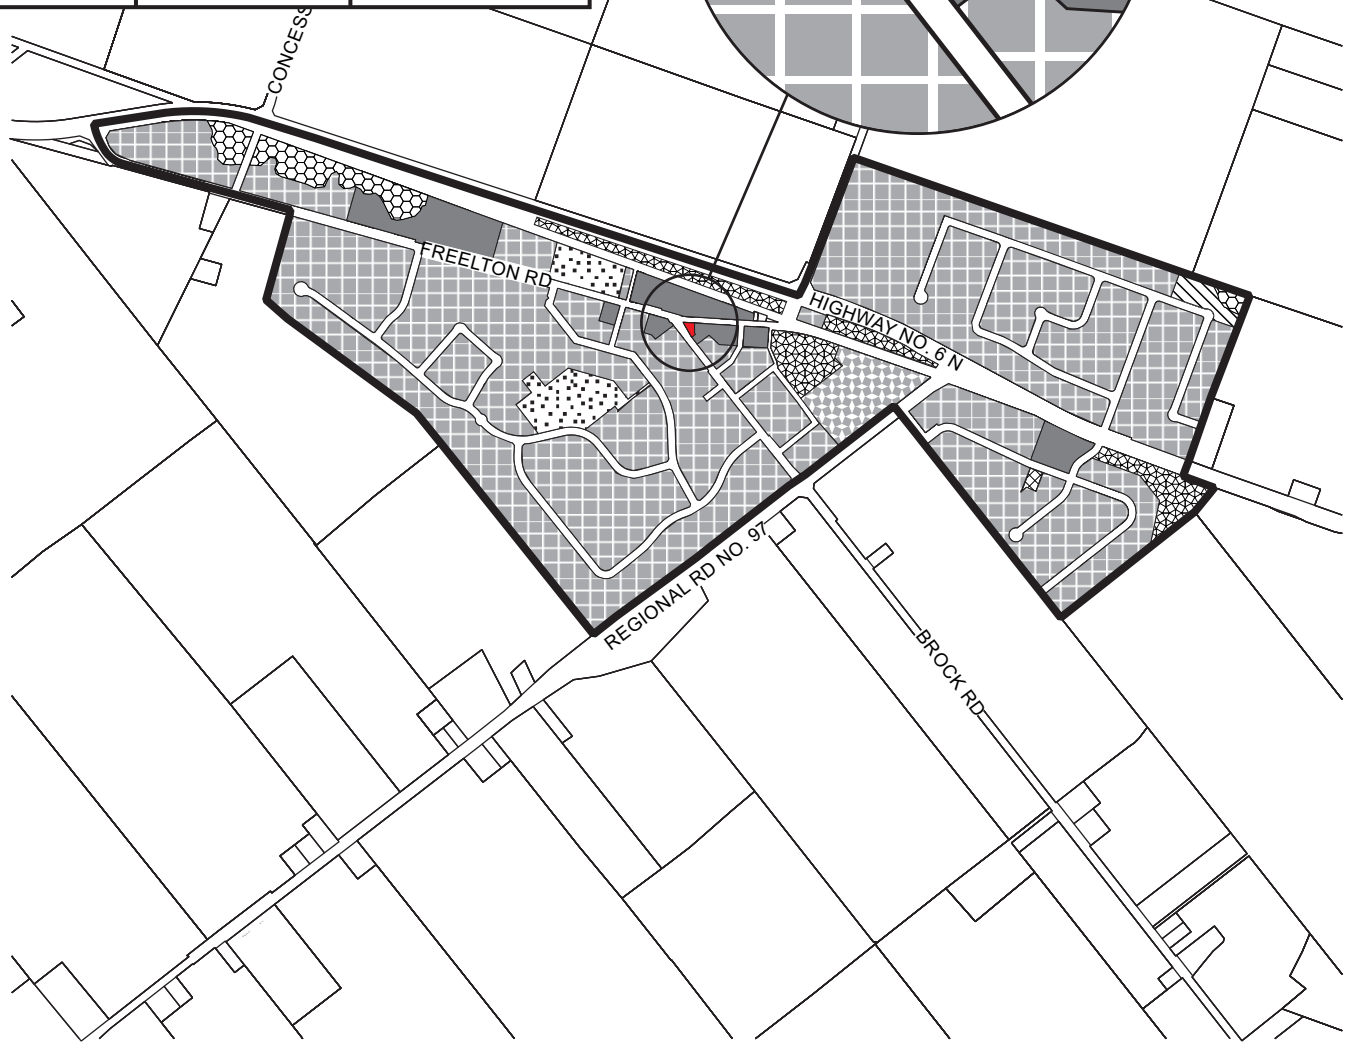 CONCESS
FREELTON RD
HIGHWAY NO. 6 N
REGIONAL RD NO. 97
BROCK RD